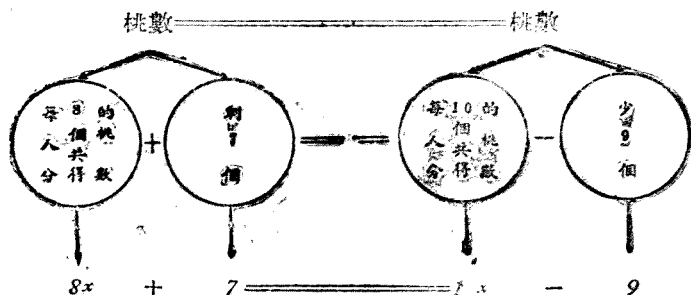 桃數 = 桃數
每人分
8個共得
的桃數
+
剩7個
=
每人分
10個共得
的桃數
−
少9個
8x + 7 = x − 9